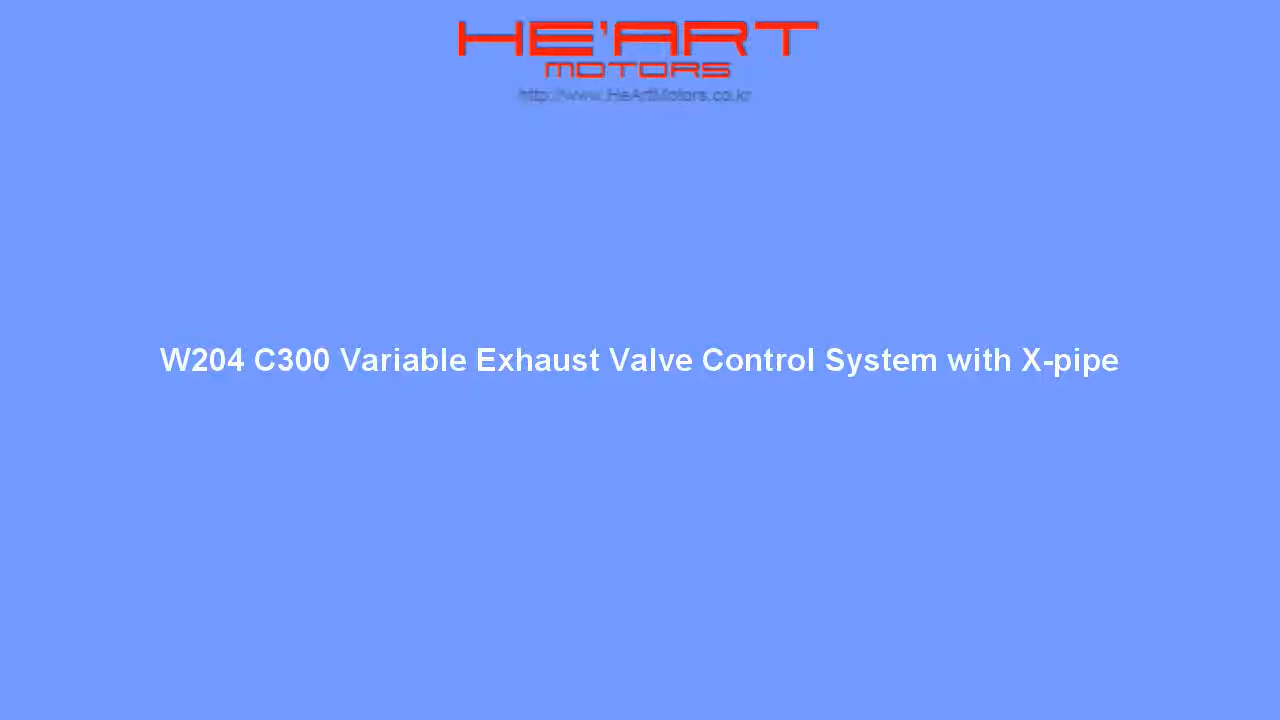 HE'ART
MOTORS
http://www.HeArtMotors.co.kr
W204 C300 Variable Exhaust Valve Control System with X-pipe